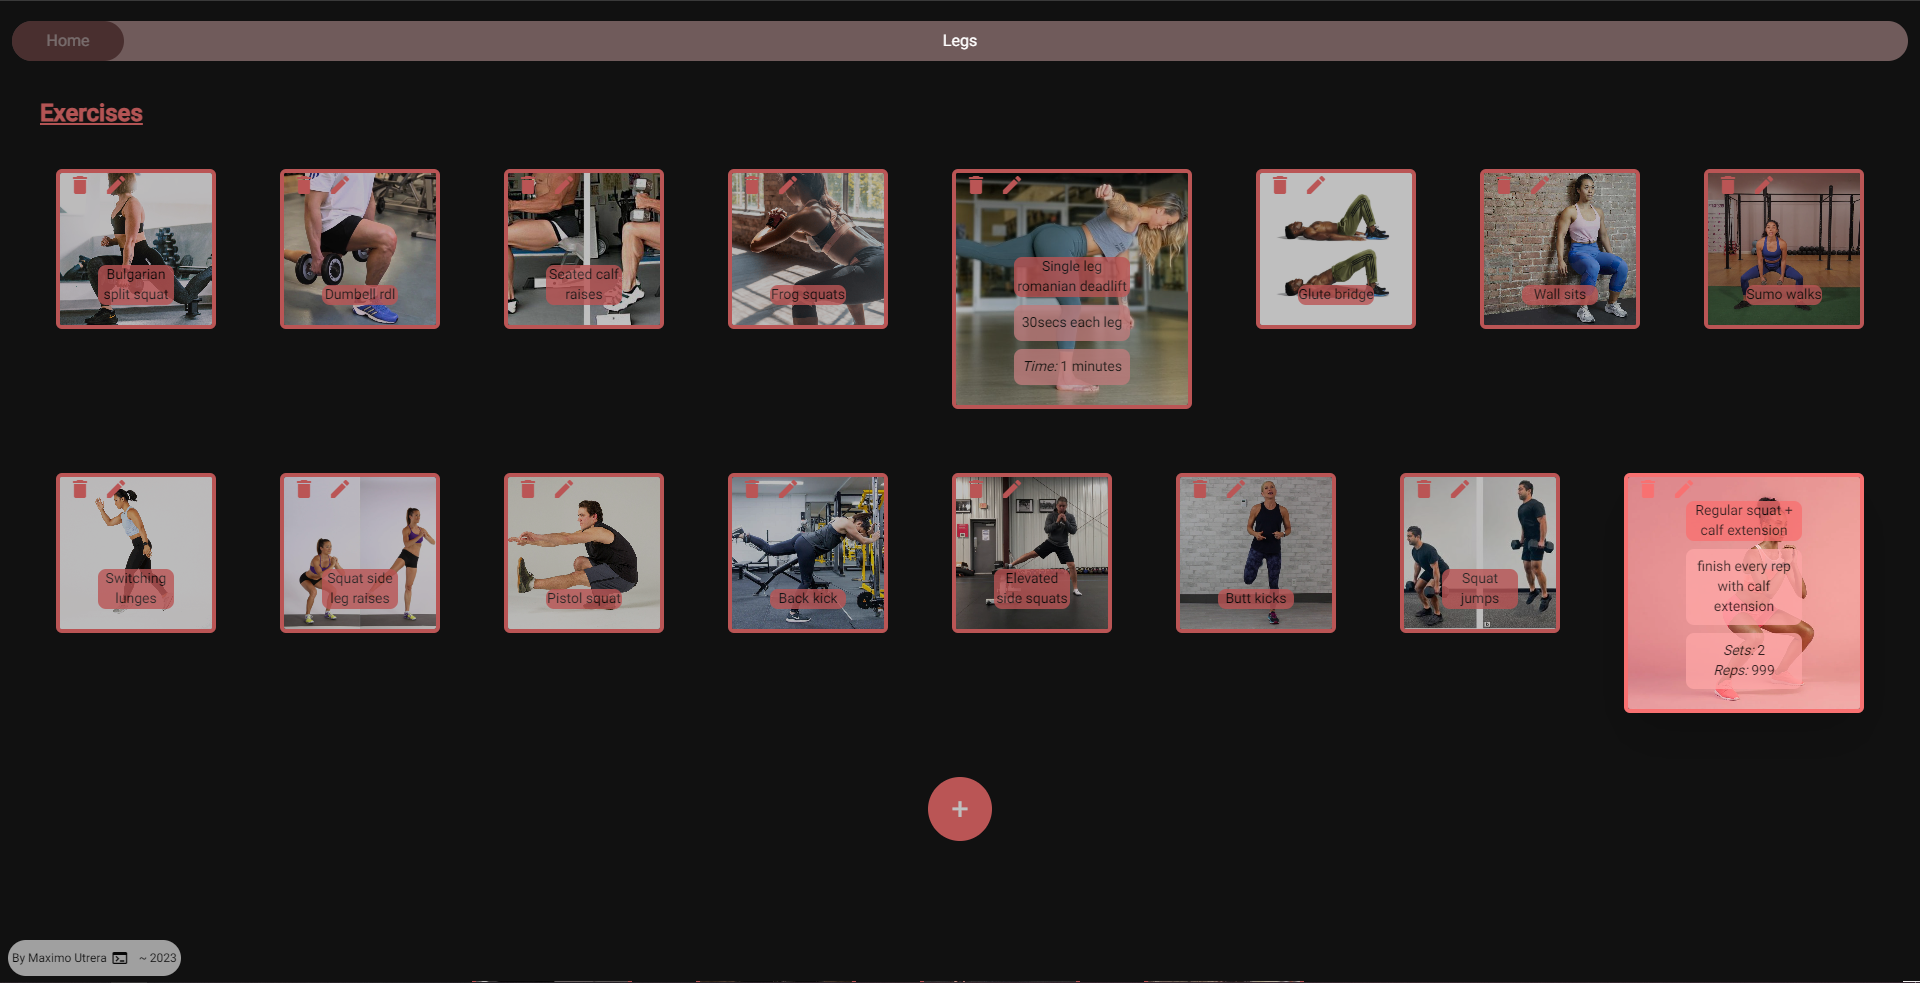 Home
Legs
Exercises
Bulgarian
split squat
Dumbell rdl
Seated calf
raises
Frog squats
Single leg
romanian deadlift
30secs each leg
Time: 1 minutes
Glute bridge
Wall sits
Sumo walks
Switching
lunges
Squat side
leg raises
Pistol squat
Back kick
Elevated
side squats
Butt kicks
Squat
jumps
Regular squat +
calf extension
finish every rep
with calf
extension
Sets: 2
Reps: 999
+
By Maximo Utrera ~ 2023